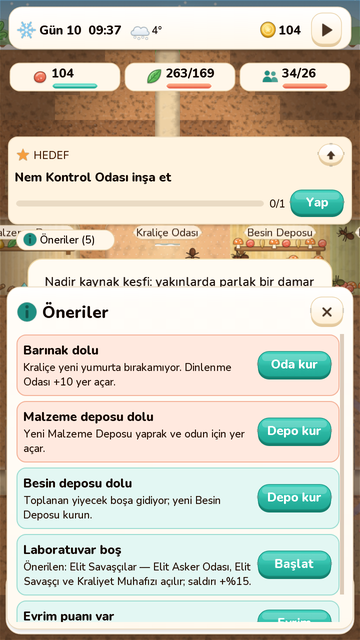 Gün 10 09:37 4° 104
104 263/169 34/26
HEDEF
Nem Kontrol Odası inşa et
0/1 Yap
Öneriler (5) Kraliçe Odası Besin Deposu
Nadir kaynak keşfi: yakınlarda parlak bir damar
Öneriler
Barınak dolu
Kraliçe yeni yumurta bırakamıyor. Dinlenme
Odası +10 yer açar.
Oda kur
Malzeme deposu dolu
Yeni Malzeme Deposu yaprak ve odun için yer
açar.
Depo kur
Besin deposu dolu
Toplanan yiyecek boşa gidiyor; yeni Besin
Deposu kurun.
Depo kur
Laboratuvar boş
Önerilen: Elit Savaşçılar — Elit Asker Odası, Elit
Savaşçı ve Kraliyet Muhafızı açılır; saldırı +%15.
Başlat
Evrim puanı var
Evrim